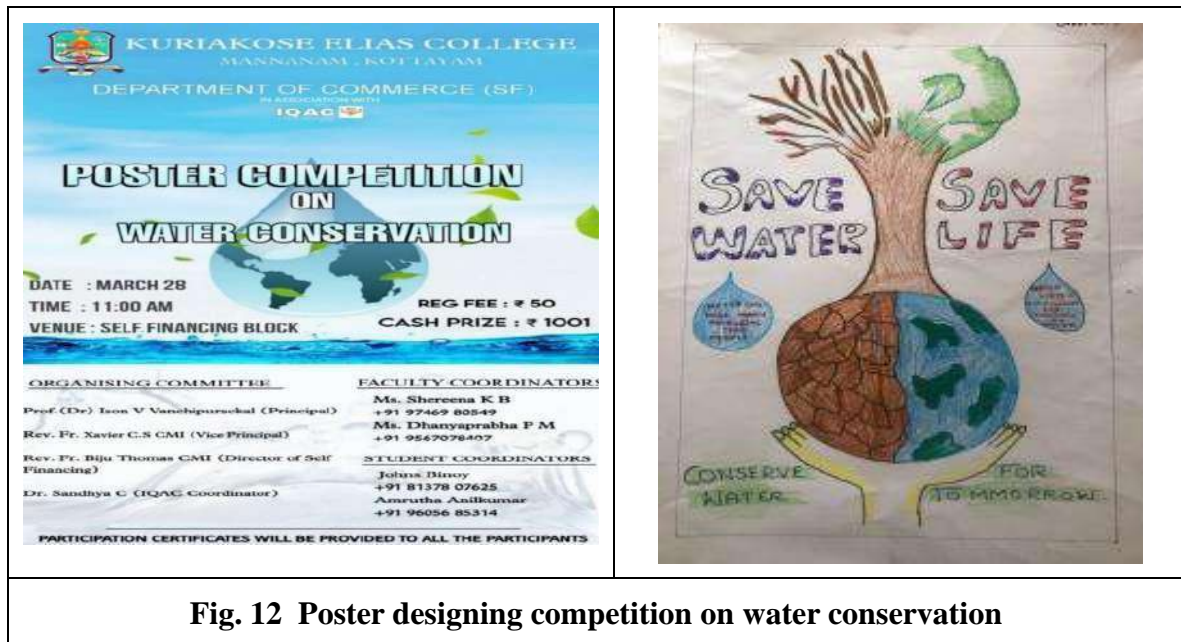 KURIAKOSE ELIAS COLLEGE
MANNANAM, KOTTAYAM
DEPARTMENT OF COMMERCE (SF)
IN ASSOCIATION WITH
IQAC
POSTER COMPETITION
ON
WATER CONSERVATION
DATE : MARCH 28
TIME : 11:00 AM
VENUE : SELF FINANCING BLOCK
REG FEE : ₹ 50
CASH PRIZE : ₹ 1001
ORGANISING COMMITTEE
Prof.(Dr) Ison V Vanchipurackal (Principal)
Rev. Fr. Xavier C.S CMI (Vice Principal)
Rev. Fr. Biju Thomas CMI (Director of Self
Financing)
Dr. Sandhya C (IQAC Coordinator)
FACULTY COORDINATORS
Ms. Shereena K B
+91 97469 80549
Ms. Dhanyaprabha P M
+91 9567078407
STUDENT COORDINATORS
Johns Binoy
+91 81378 07625
Amrutha Anilkumar
+91 96056 85314
PARTICIPATION CERTIFICATES WILL BE PROVIDED TO ALL THE PARTICIPANTS
SAVE
WATER
SAVE
LIFE
CONSERVE
WATER
FOR
TOMMORROW
Fig. 12 Poster designing competition on water conservation